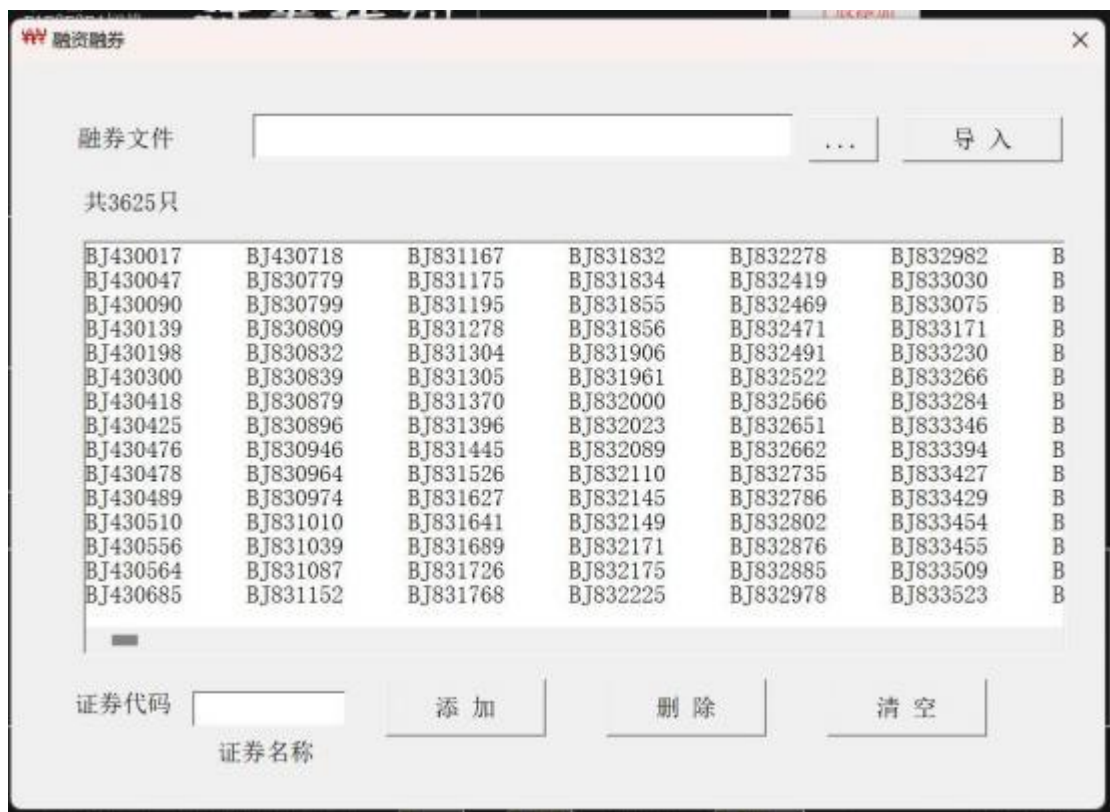 融资融券
融券文件 ... 导入
共3625只
BJ430017 BJ430718 BJ831167 BJ831832 BJ832278 BJ832982 B
BJ430047 BJ830779 BJ831175 BJ831834 BJ832419 BJ833030 B
BJ430090 BJ830799 BJ831195 BJ831855 BJ832469 BJ833075 B
BJ430139 BJ830809 BJ831278 BJ831856 BJ832471 BJ833171 B
BJ430198 BJ830832 BJ831304 BJ831906 BJ832491 BJ833230 B
BJ430300 BJ830839 BJ831305 BJ831961 BJ832522 BJ833266 B
BJ430418 BJ830879 BJ831370 BJ832000 BJ832566 BJ833284 B
BJ430425 BJ830896 BJ831396 BJ832023 BJ832651 BJ833346 B
BJ430476 BJ830946 BJ831445 BJ832089 BJ832662 BJ833394 B
BJ430478 BJ830964 BJ831526 BJ832110 BJ832735 BJ833427 B
BJ430489 BJ830974 BJ831627 BJ832145 BJ832786 BJ833429 B
BJ430510 BJ831010 BJ831641 BJ832149 BJ832802 BJ833454 B
BJ430556 BJ831039 BJ831689 BJ832171 BJ832876 BJ833455 B
BJ430564 BJ831087 BJ831726 BJ832175 BJ832885 BJ833509 B
BJ430685 BJ831152 BJ831768 BJ832225 BJ832978 BJ833523 B
证券代码 添加 删除 清空
证券名称